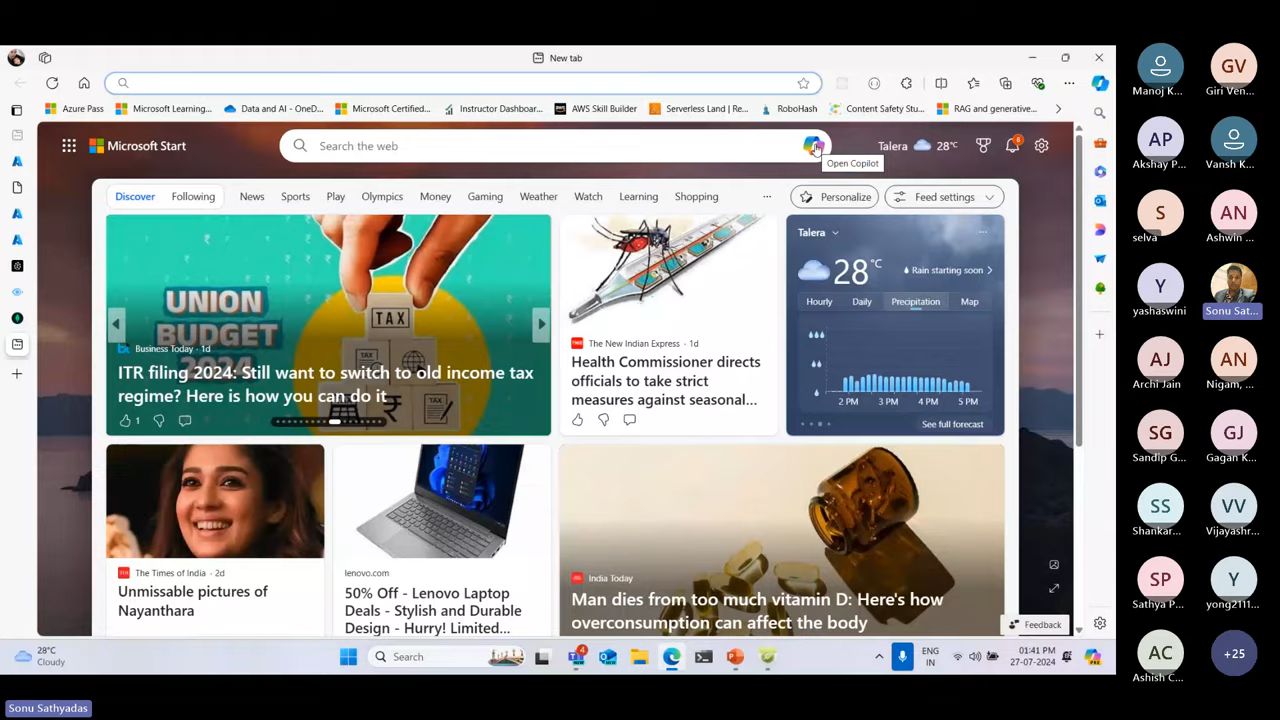 New tab
Azure Pass
Microsoft Learning...
Data and AI - OneD...
Microsoft Certified...
Instructor Dashboar...
AWS Skill Builder
Serverless Land | Re...
RoboHash
Content Safety Stu...
RAG and generative...
Microsoft Start
Search the web
Open Copilot
Talera
28°C
6
Discover
Following
News
Sports
Play
Olympics
Money
Gaming
Weather
Watch
Learning
Shopping
Personalize
Feed settings
UNION
BUDGET
2024
TAX
TAX
TAX
Business Today · 1d
ITR filing 2024: Still want to switch to old income tax
regime? Here is how you can do it
1
The New Indian Express · 1d
Health Commissioner directs
officials to take strict
measures against seasonal...
Talera
28°C
Rain starting soon
Hourly
Daily
Precipitation
Map
2 PM
3 PM
4 PM
5 PM
See full forecast
The Times of India · 2d
Unmissable pictures of
Nayanthara
lenovo.com
50% Off - Lenovo Laptop
Deals - Stylish and Durable
Design - Hurry! Limited...
India Today
Man dies from too much vitamin D: Here's how
overconsumption can affect the body
Feedback
28°C
Cloudy
Search
4
ENG
IN
01:41 PM
27-07-2024
Sonu Sathyadas
Manoj K...
GV
Giri Ven...
AP
Akshay P...
Vansh K...
S
selva
AN
Ashwin ...
Y
yashaswini
Sonu Sat...
AJ
Archi Jain
AN
Nigam, ...
SG
Sandip G...
GJ
Gagan K...
SS
Shankar...
VV
Vijayashr...
SP
Sathya P...
Y
yong2111...
AC
Ashish C...
+25